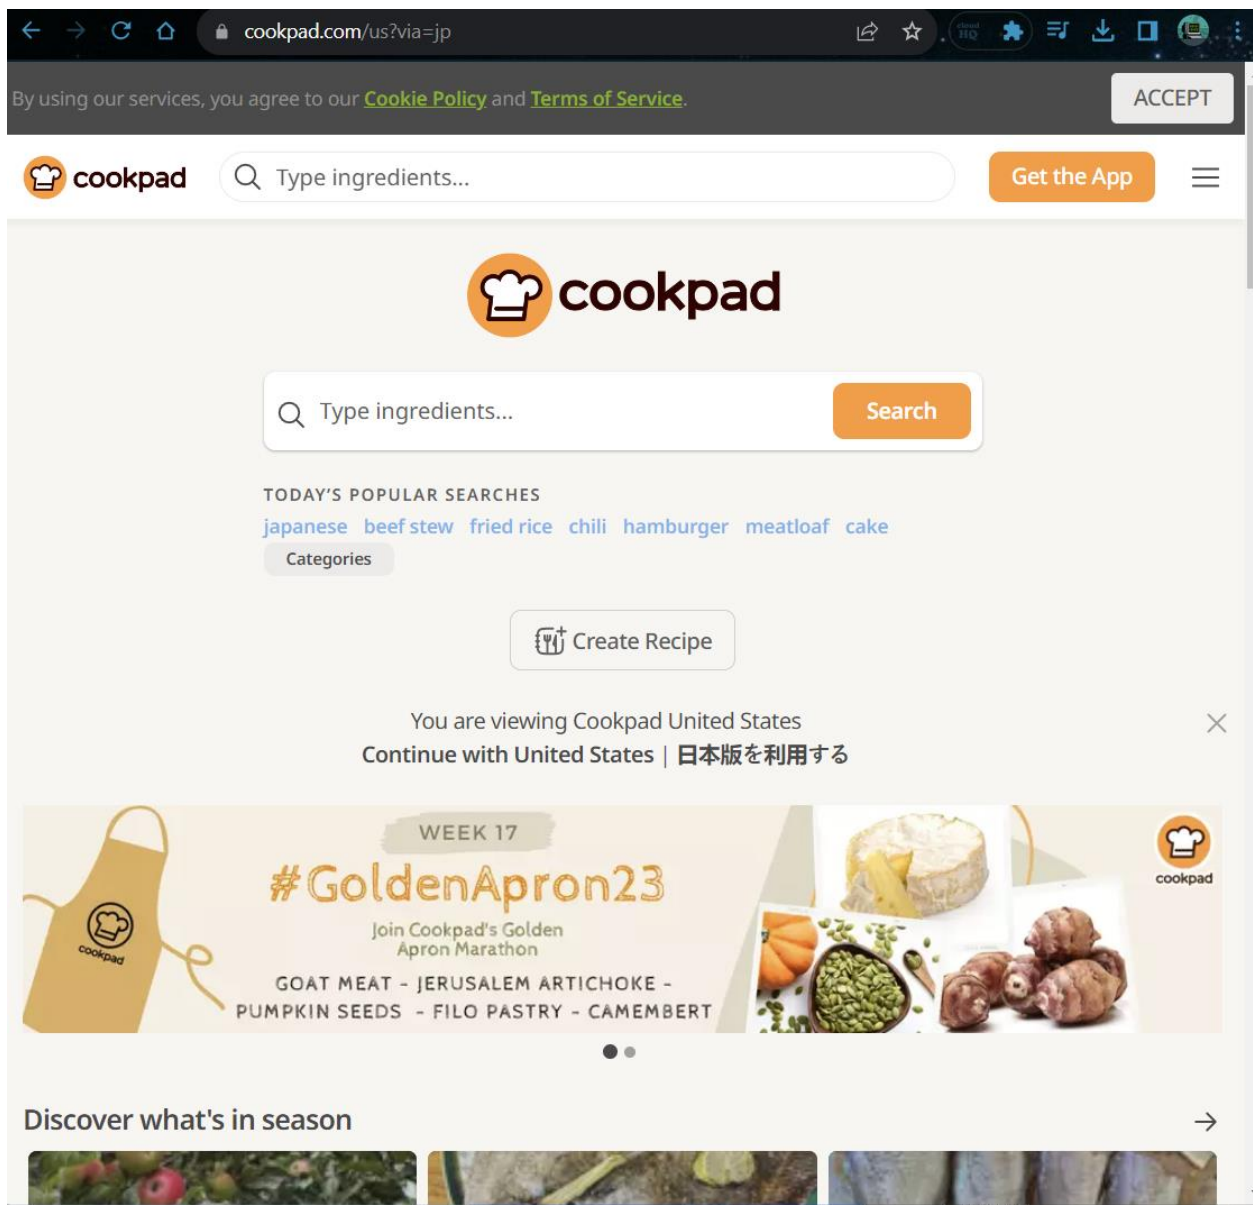 cookpad.com/us?via=jp
cloud
HQ
By using our services, you agree to our Cookie Policy and Terms of Service.
ACCEPT
cookpad
Type ingredients...
Get the App
cookpad
Type ingredients...
Search
TODAY'S POPULAR SEARCHES
japanese beef stew fried rice chili hamburger meatloaf cake
Categories
Create Recipe
You are viewing Cookpad United States
Continue with United States | 日本版を利用する
WEEK 17
#GoldenApron23
Join Cookpad's Golden
Apron Marathon
GOAT MEAT - JERUSALEM ARTICHOKE -
PUMPKIN SEEDS - FILO PASTRY - CAMEMBERT
cookpad
cookpad
Discover what's in season